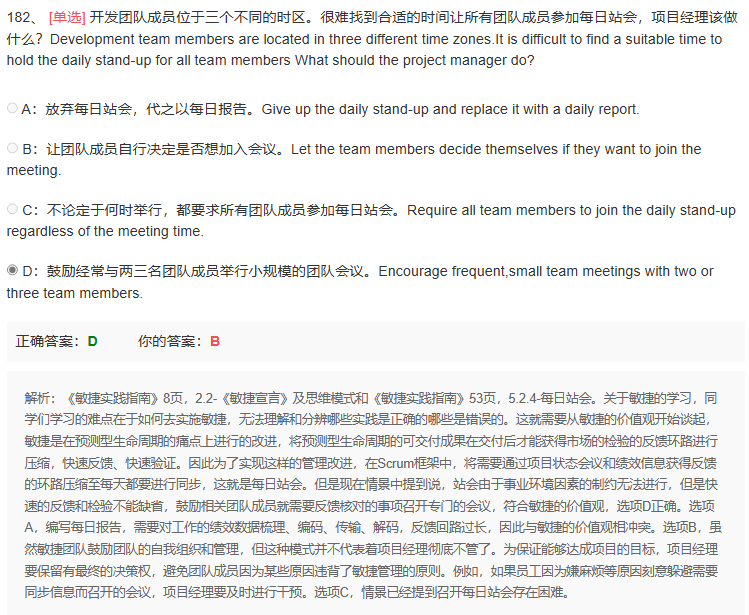 182、 [单选] 开发团队成员位于三个不同的时区。很难找到合适的时间让所有团队成员参加每日站会，项目经理该做
什么？Development team members are located in three different time zones.It is difficult to find a suitable time to
hold the daily stand-up for all team members What should the project manager do?
A：放弃每日站会，代之以每日报告。Give up the daily stand-up and replace it with a daily report.
B：让团队成员自行决定是否想加入会议。Let the team members decide themselves if they want to join the
meeting.
C：不论定于何时举行，都要求所有团队成员参加每日站会。Require all team members to join the daily stand-up
regardless of the meeting time.
D：鼓励经常与两三名团队成员举行小规模的团队会议。Encourage frequent,small team meetings with two or
three team members.
正确答案：D 你的答案：B
解析：《敏捷实践指南》8页，2.2-《敏捷宣言》及思维模式和《敏捷实践指南》53页，5.2.4-每日站会。关于敏捷的学习，同
学们学习的难点在于如何去实施敏捷，无法理解和分辨哪些实践是正确的哪些是错误的。这就需要从敏捷的价值观开始谈起，
敏捷是在预测型生命周期的痛点上进行的改进，将预测型生命周期的可交付成果在交付后才能获得市场的检验的反馈环路进行
压缩，快速反馈、快速验证。因此为了实现这样的管理改进，在Scrum框架中，将需要通过项目状态会议和绩效信息获得反馈
的环路压缩至每天都要进行同步，这就是每日站会。但是现在情景中提到说，站会由于事业环境因素的制约无法进行，但是快
速的反馈和检验不能缺省，鼓励相关团队成员就需要反馈核对的事项召开专门的会议，符合敏捷的价值观，选项D正确。选项
A，编写每日报告，需要对工作的绩效数据梳理、编码、传输、解码，反馈回路过长，因此与敏捷的价值观相冲突。选项B，虽
然敏捷团队鼓励团队的自我组织和管理，但这种模式并不代表着项目经理彻底不管了。为保证能够达成项目的目标，项目经理
要保留有最终的决策权，避免团队成员因为某些原因违背了敏捷管理的原则。例如，如果员工因为嫌麻烦等原因刻意躲避需要
同步信息而召开的会议，项目经理要及时进行干预。选项C，情景已经提到召开每日站会存在困难。